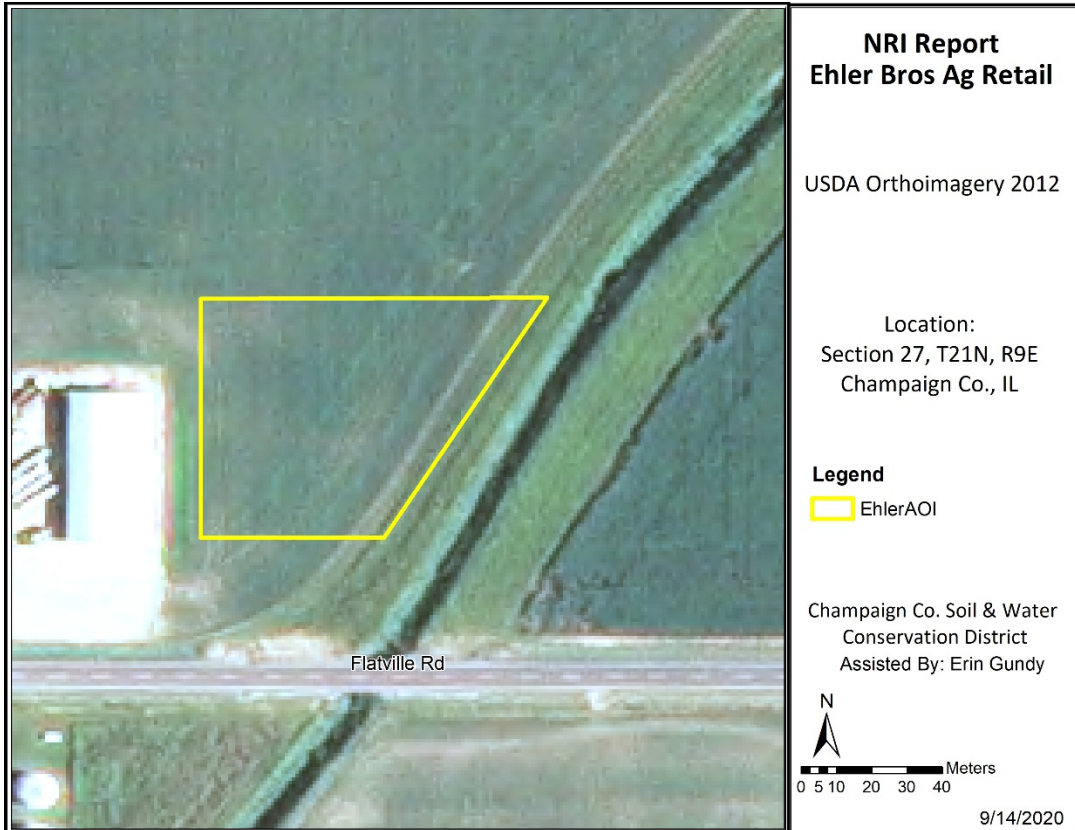 NRI Report
Ehler Bros Ag Retail
USDA Orthoimagery 2012
Location:
Section 27, T21N, R9E
Champaign Co., IL
Legend
EhlerAOI
Champaign Co. Soil & Water
Conservation District
Assisted By: Erin Gundy
N
Meters
0 5 10 20 30 40
9/14/2020
Flatville Rd